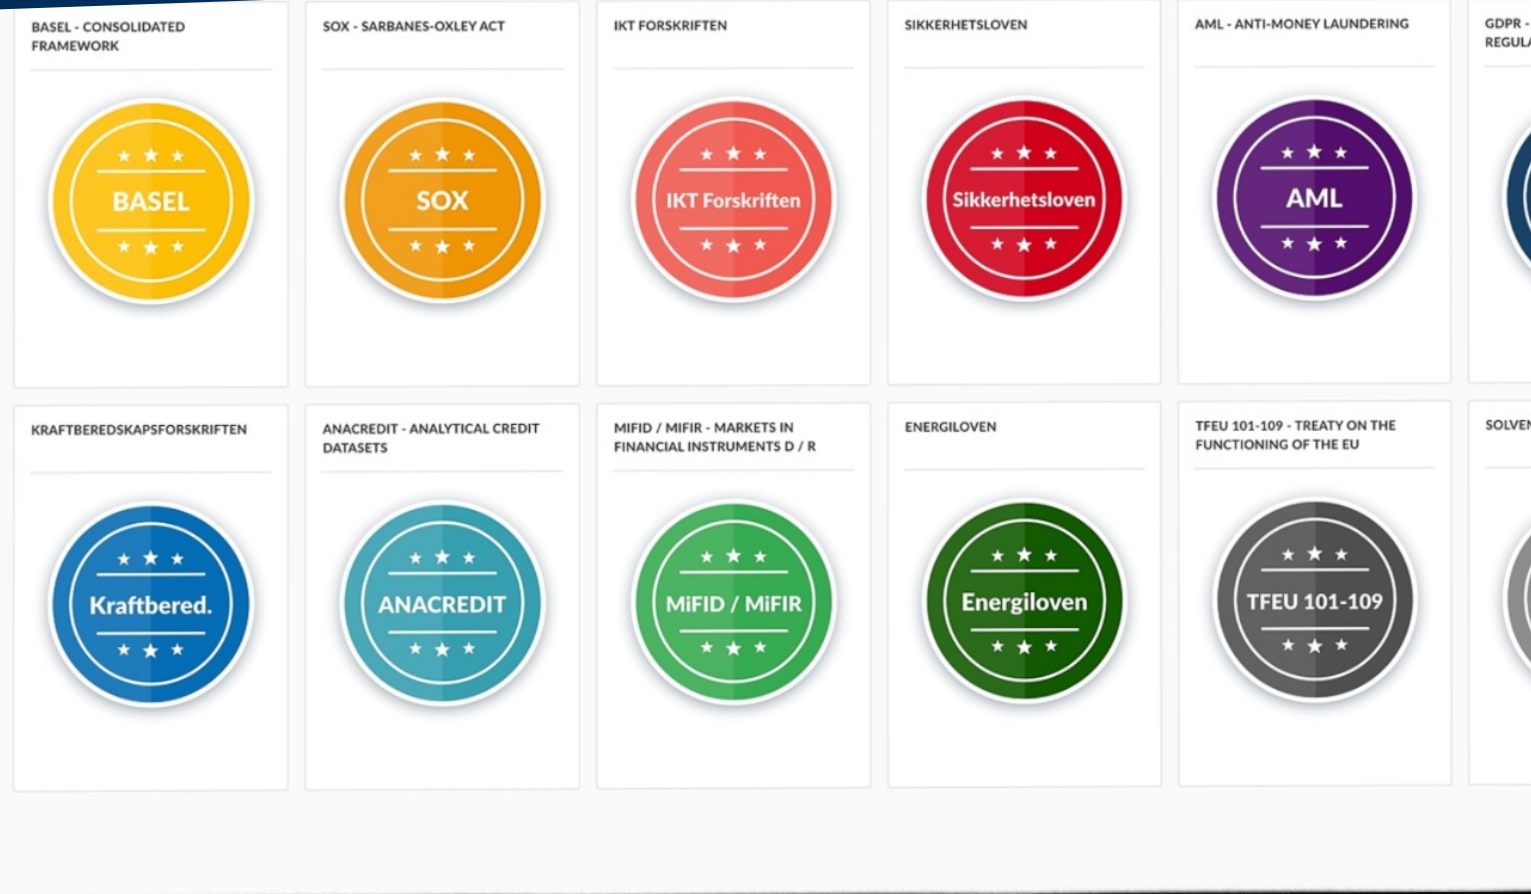 BASEL - CONSOLIDATED
FRAMEWORK
BASEL
SOX - SARBANES-OXLEY ACT
SOX
IKT FORSKRIFTEN
IKT Forskriften
SIKKERHETSLOVEN
Sikkerhetsloven
AML - ANTI-MONEY LAUNDERING
AML
GDPR -
KRAFTBEREDSKAPSFORSKRIFTEN
Kraftbered.
ANACREDIT - ANALYTICAL CREDIT
DATASETS
ANACREDIT
MIFID / MIFIR - MARKETS IN
FINANCIAL INSTRUMENTS D / R
MiFID / MiFIR
ENERGILOVEN
Energiloven
TFEU 101-109 - TREATY ON THE
FUNCTIONING OF THE EU
TFEU 101-109